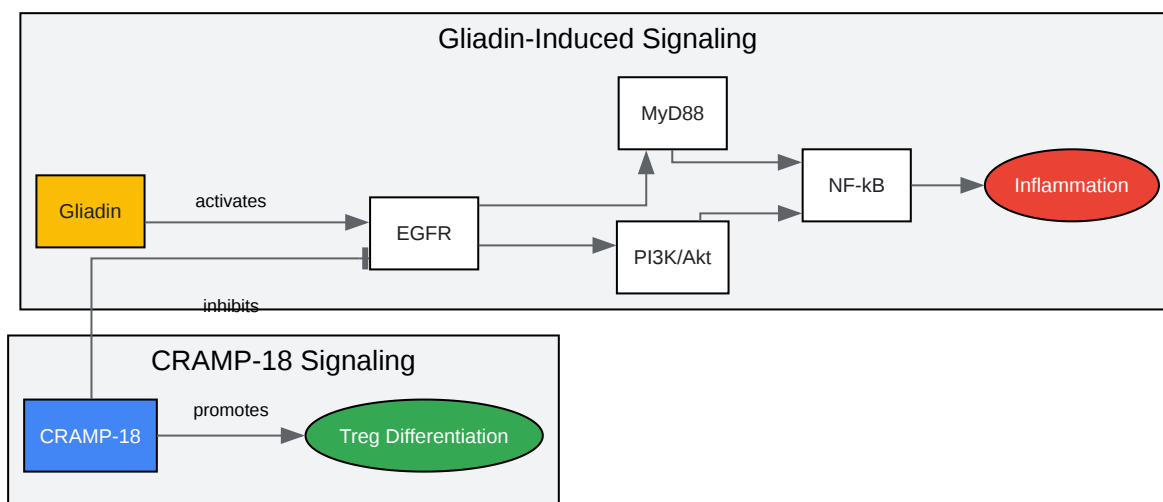 Gliadin-Induced Signaling
MyD88
Gliadin
activates
EGFR
NF-kB
Inflammation
PI3K/Akt
inhibits
CRAMP-18 Signaling
CRAMP-18
promotes
Treg Differentiation